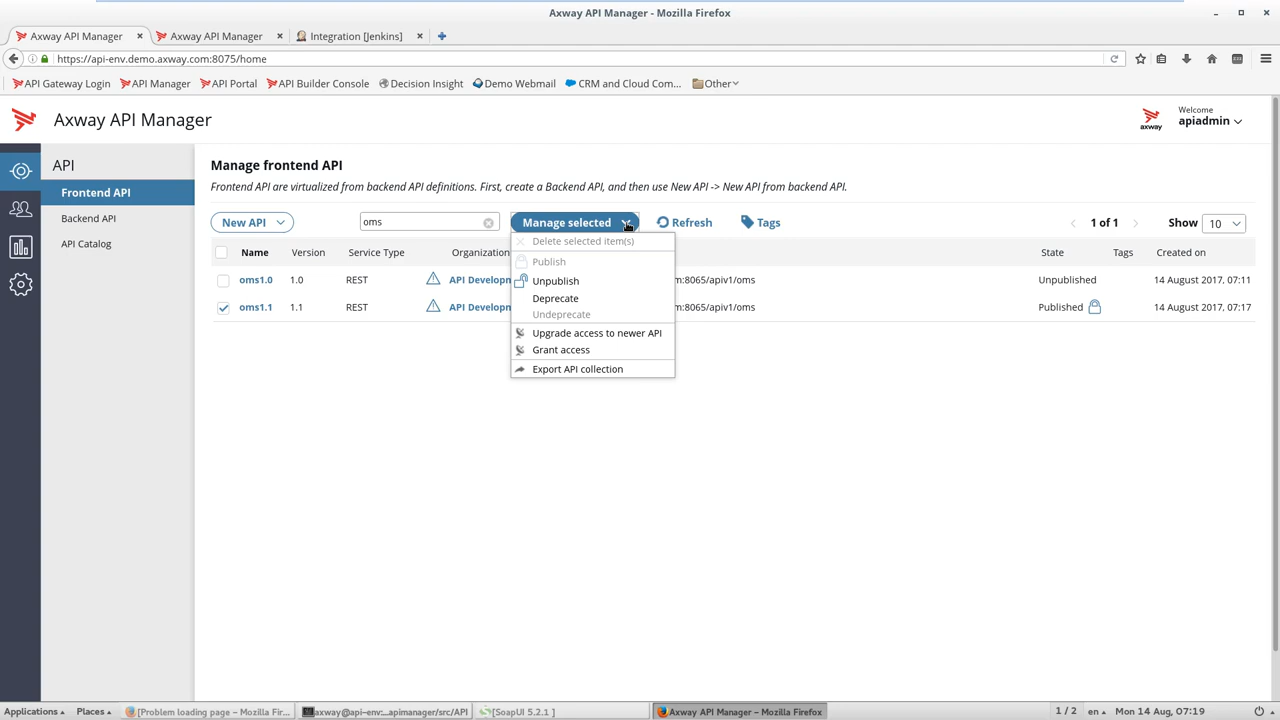 Axway API Manager - Mozilla Firefox
Axway API Manager × Axway API Manager × Integration [Jenkins] ×
https://api-env.demo.axway.com:8075/home
API Gateway Login API Manager API Portal API Builder Console Decision Insight Demo Webmail CRM and Cloud Com... Other
Axway API Manager
axway
Welcome
apiadmin
API
Frontend API
Backend API
API Catalog
Manage frontend API
Frontend API are virtualized from backend API definitions. First, create a Backend API, and then use New API -> New API from backend API.
New API oms Manage selected Refresh Tags 1 of 1 Show 10
Name Version Service Type Organization State Tags Created on
oms1.0 1.0 REST API Developm m:8065/apiv1/oms Unpublished 14 August 2017, 07:11
oms1.1 1.1 REST API Developm m:8065/apiv1/oms Published 14 August 2017, 07:17
Delete selected item(s)
Publish
Unpublish
Deprecate
Undeprecate
Upgrade access to newer API
Grant access
Export API collection
Applications Places [Problem loading page – Mozilla Fir... axway@api-env:...apimanager/src/API [SoapUI 5.2.1 ] Axway API Manager – Mozilla Firefox 1 / 2 en Mon 14 Aug, 07:19